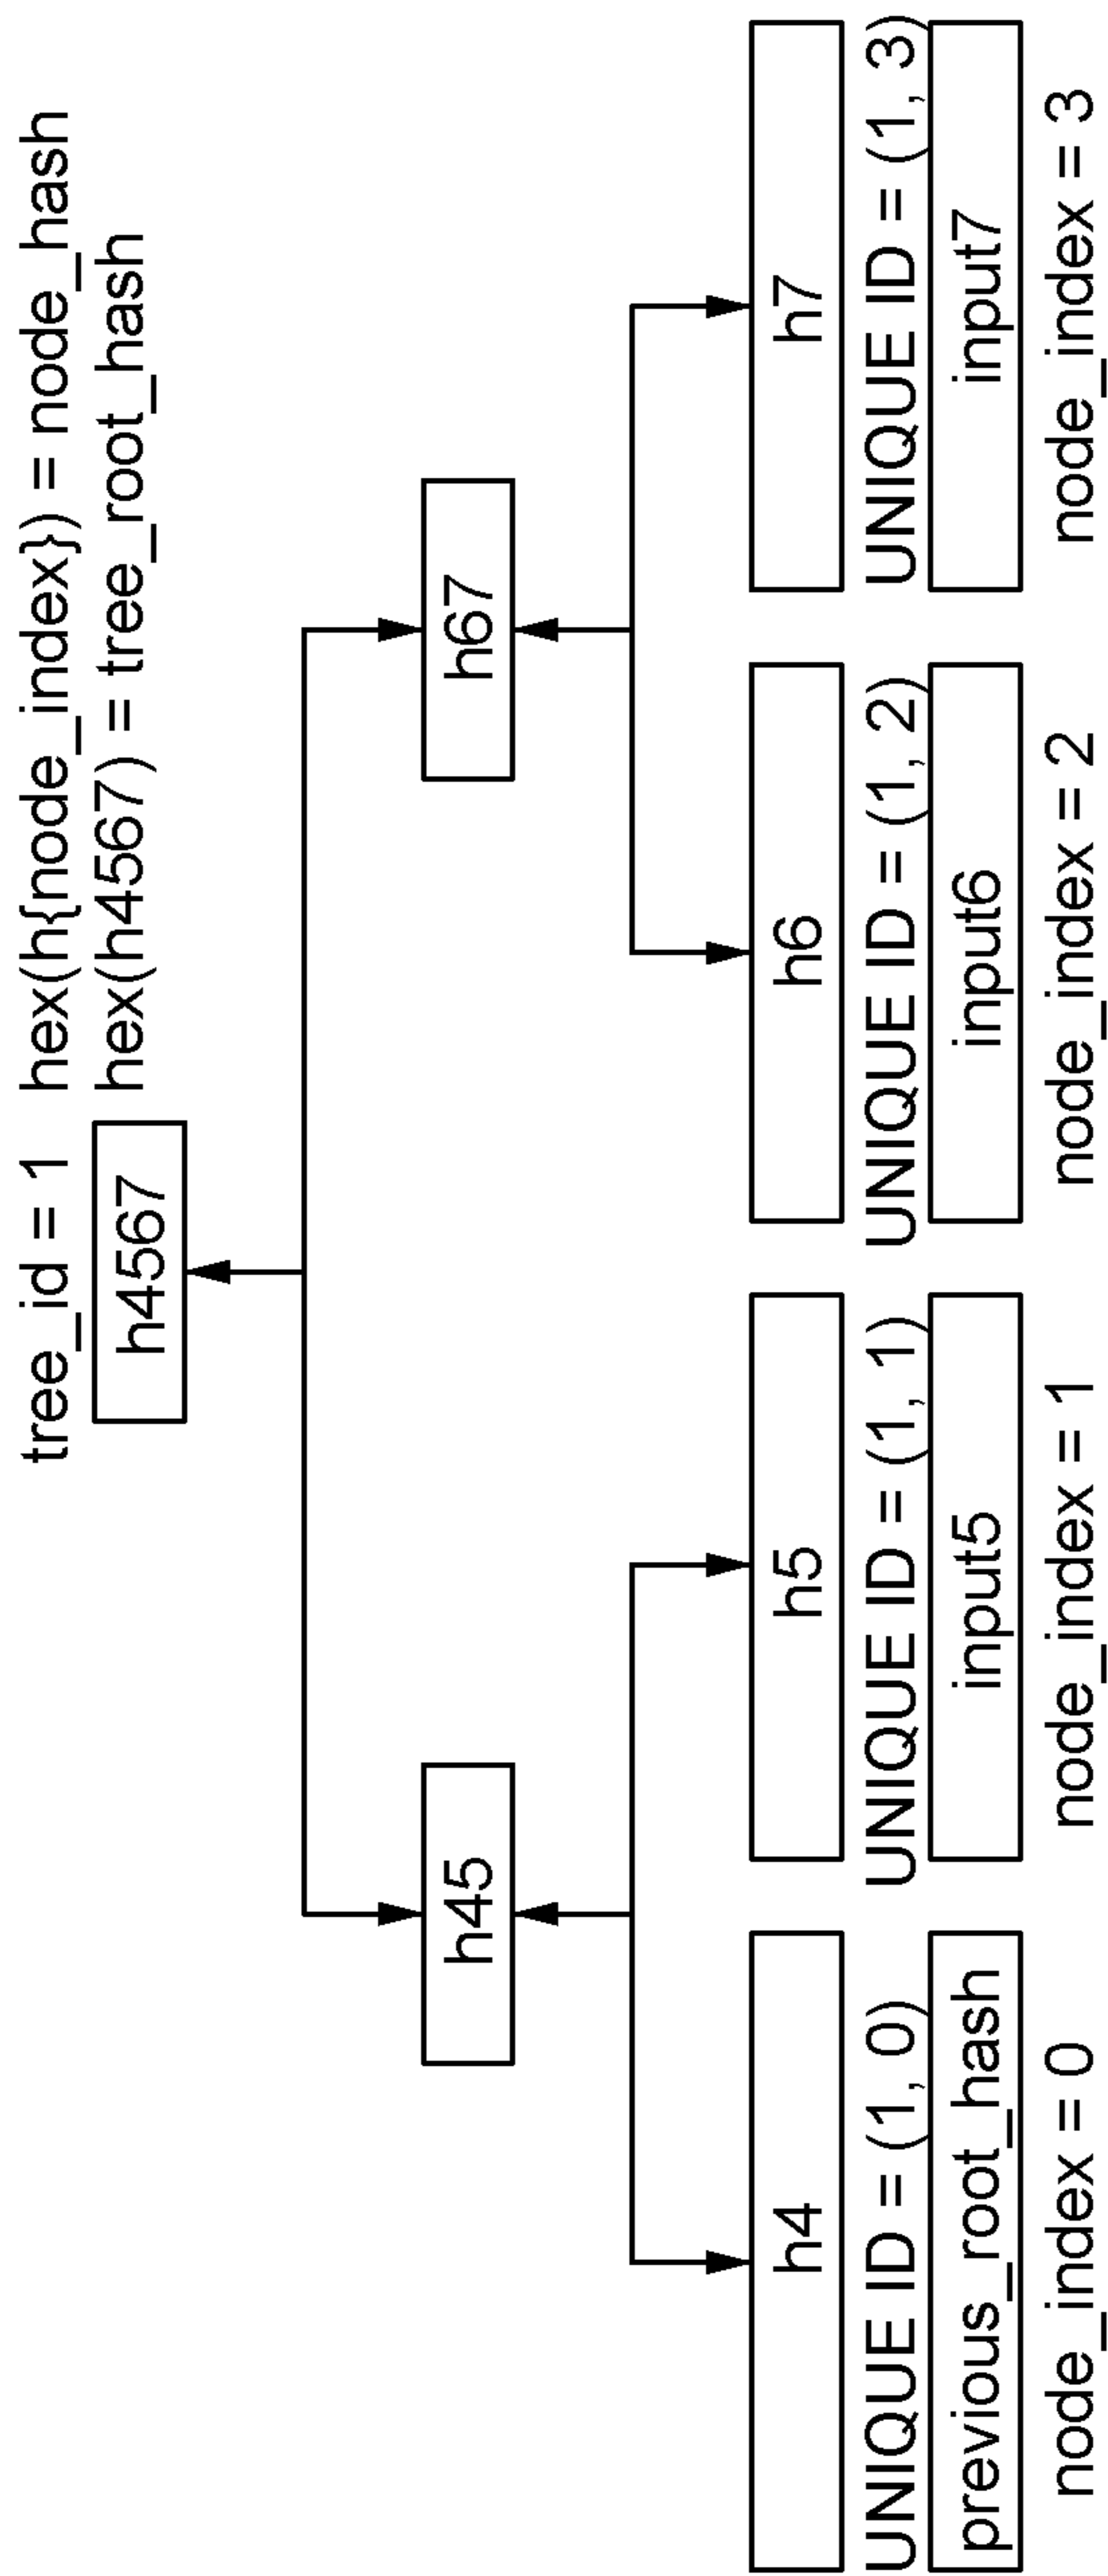 tree_id = 1 hex(h{node_index}) = node_hash
hex(h4567) = tree_root_hash
h4567
h45
h67
h4
h5
h6
h7
UNIQUE ID = (1, 0)
UNIQUE ID = (1, 1)
UNIQUE ID = (1, 2)
UNIQUE ID = (1, 3)
previous_root_hash
input5
input6
input7
node_index = 0
node_index = 1
node_index = 2
node_index = 3